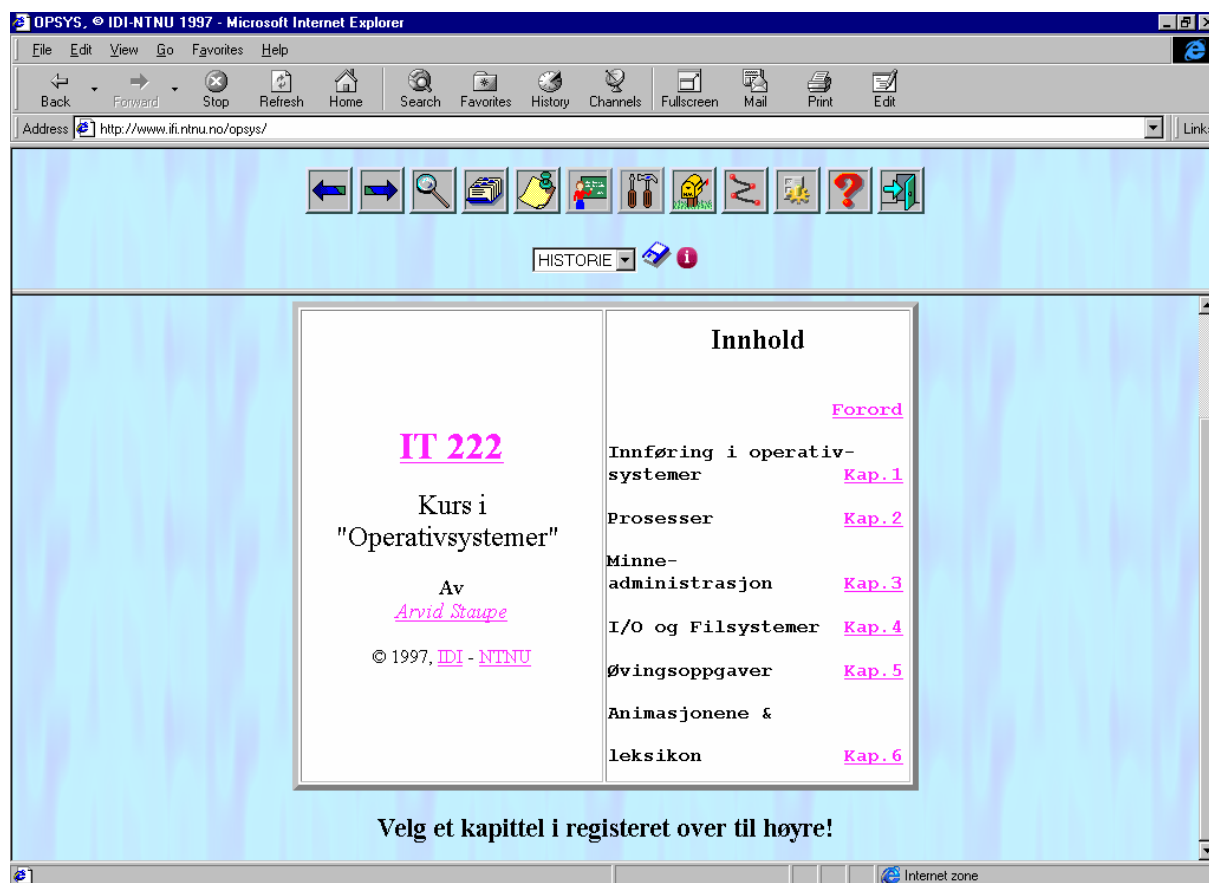 OPSYS, © IDI-NTNU 1997 - Microsoft Internet Explorer
File Edit View Go Favorites Help
Back Forward Stop Refresh Home Search Favorites History Channels Fullscreen Mail Print Edit
Address http://www.ifi.ntnu.no/opsys/ Links
HISTORIE
IT 222
Kurs i
"Operativsystemer"
Av
Arvid Staupe
© 1997, IDI - NTNU
Innhold
Forord
Innføring i operativ-
systemer Kap.1
Prosesser Kap.2
Minne-
administrasjon Kap.3
I/O og Filsystemer Kap.4
Øvingsoppgaver Kap.5
Animasjonene &
leksikon Kap.6
Velg et kapittel i registeret over til høyre!
Internet zone